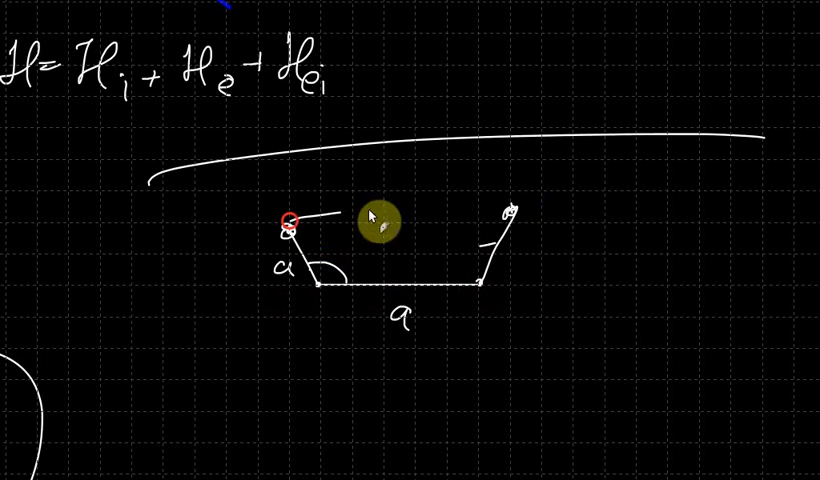 H = H_i + H_e + H_ei
a
a